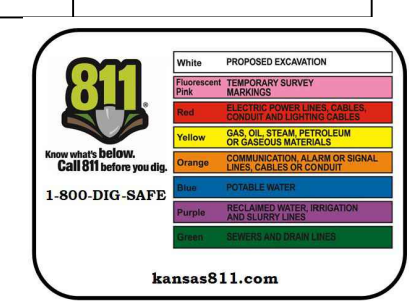 811®
Know what's below.
Call 811 before you dig.
1-800-DIG-SAFE
White PROPOSED EXCAVATION
Fluorescent Pink TEMPORARY SURVEY
MARKINGS
Red ELECTRIC POWER LINES, CABLES,
CONDUIT AND LIGHTING CABLES
Yellow GAS, OIL, STEAM, PETROLEUM
OR GASEOUS MATERIALS
Orange COMMUNICATION, ALARM OR SIGNAL
LINES, CABLES OR CONDUIT
Blue POTABLE WATER
Purple RECLAIMED WATER, IRRIGATION
AND SLURRY LINES
Green SEWERS AND DRAIN LINES
kansas811.com